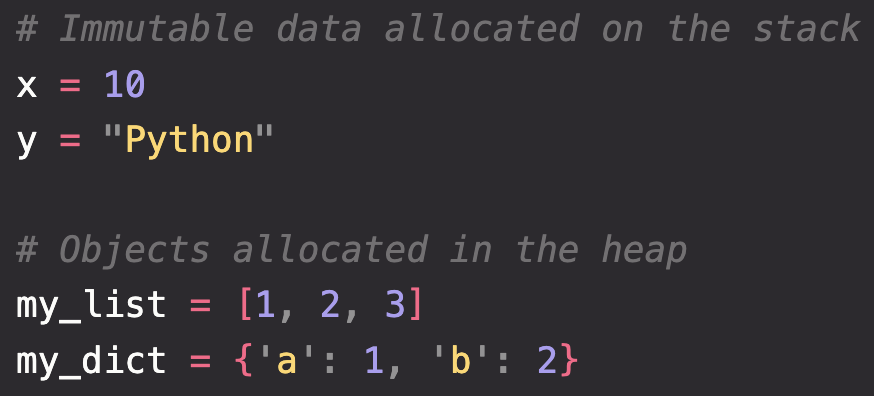 # Immutable data allocated on the stack
x = 10
y = "Python"
# Objects allocated in the heap
my_list = [1, 2, 3]
my_dict = {'a': 1, 'b': 2}